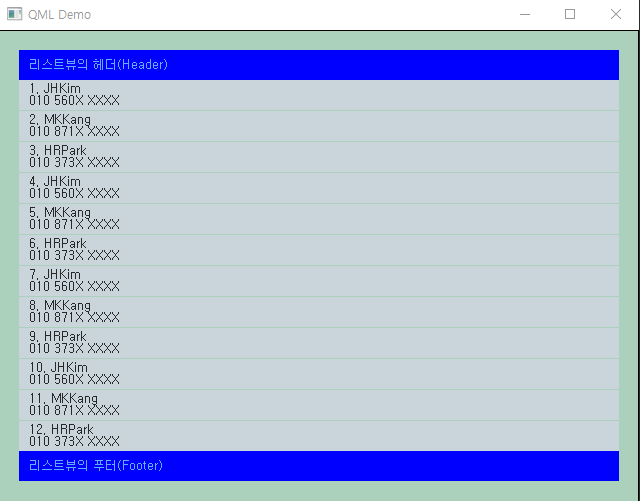 QML Demo
리스트뷰의 헤더(Header)
1, JHKim
010 560X XXXX
2, MKKang
010 871X XXXX
3, HRPark
010 373X XXXX
4, JHKim
010 560X XXXX
5, MKKang
010 871X XXXX
6, HRPark
010 373X XXXX
7, JHKim
010 560X XXXX
8, MKKang
010 871X XXXX
9, HRPark
010 373X XXXX
10, JHKim
010 560X XXXX
11, MKKang
010 871X XXXX
12, HRPark
010 373X XXXX
리스트뷰의 푸터(Footer)